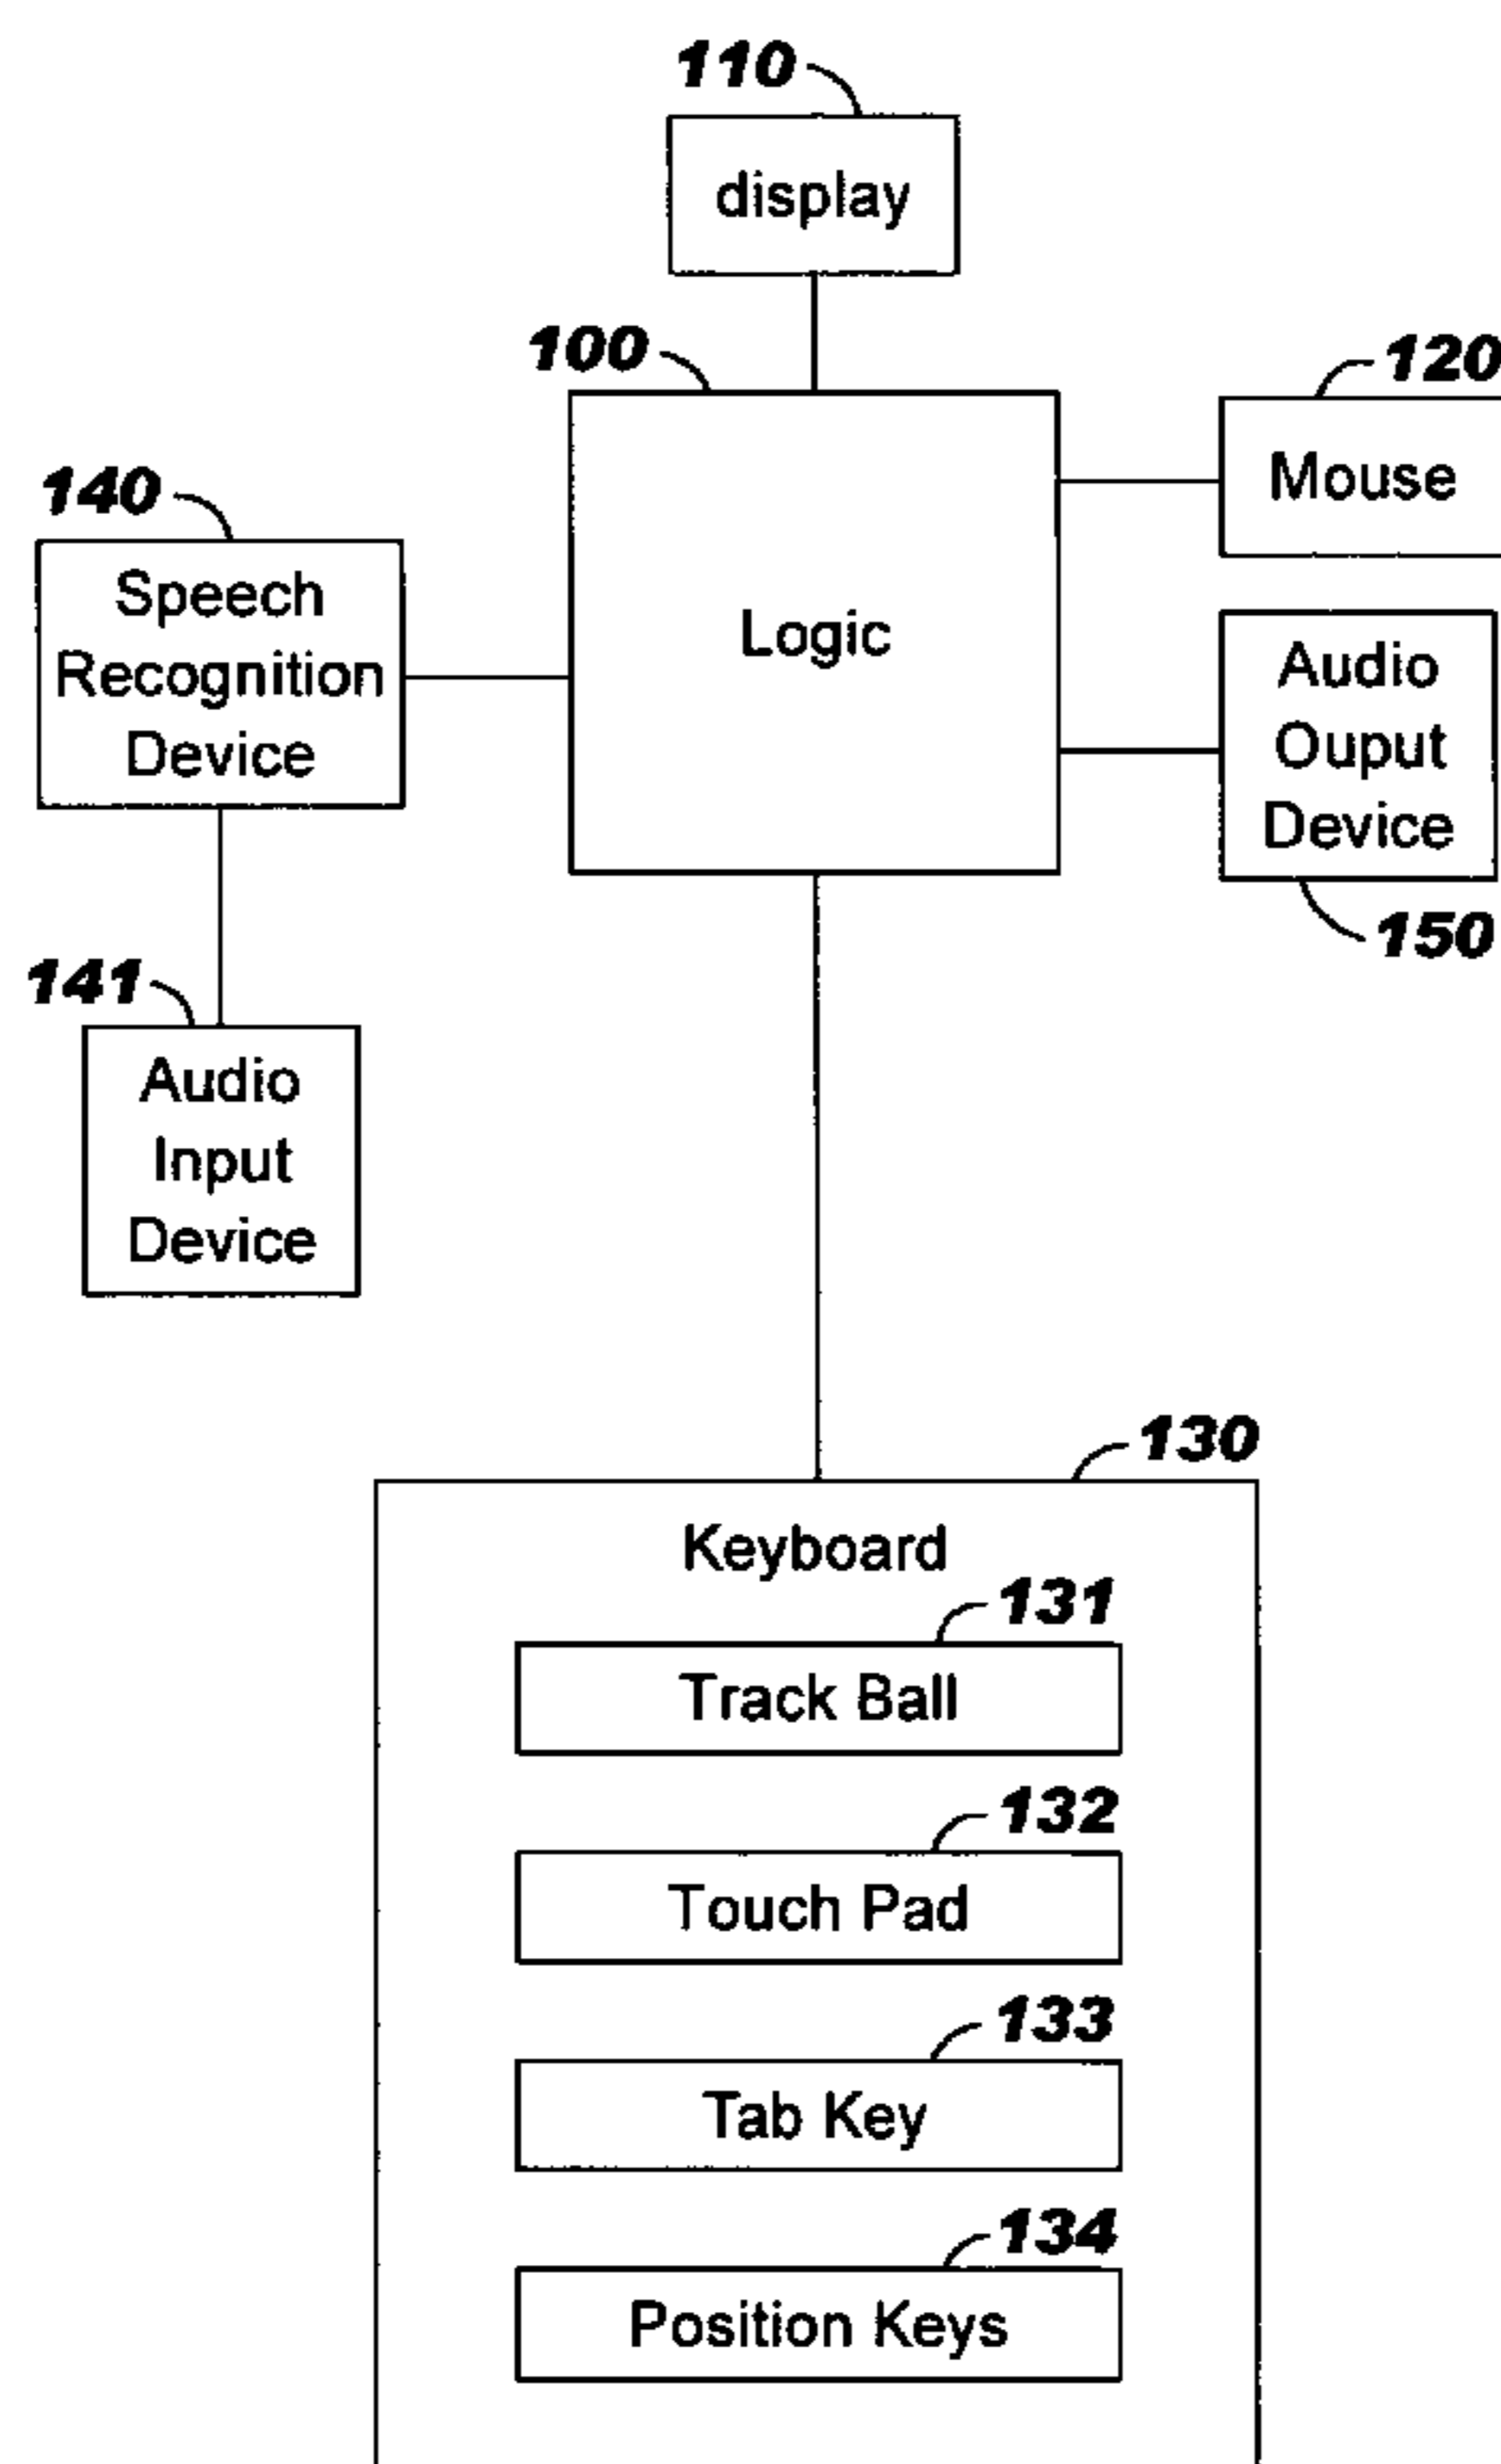 110
display
100
Logic
120
Mouse
140
Speech
Recognition
Device
Audio
Ouput
Device
150
141
Audio
Input
Device
130
Keyboard
131
Track Ball
132
Touch Pad
133
Tab Key
134
Position Keys